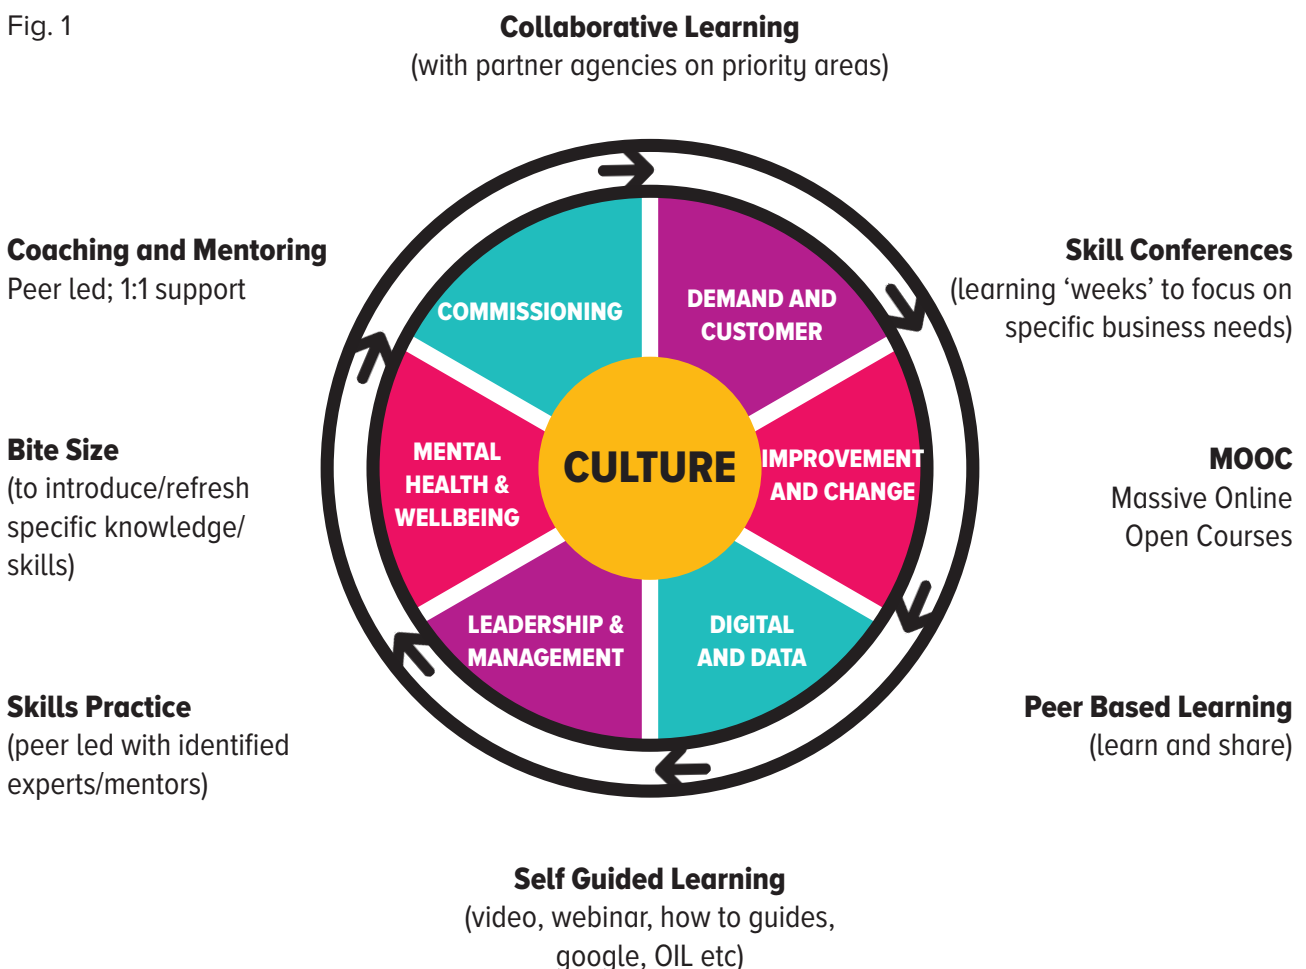 Fig. 1
Collaborative Learning
(with partner agencies on priority areas)
Coaching and Mentoring
Peer led; 1:1 support
Skill Conferences
(learning ‘weeks’ to focus on
specific business needs)
COMMISSIONING
DEMAND AND
CUSTOMER
Bite Size
(to introduce/refresh
specific knowledge/
skills)
MENTAL
HEALTH &
WELLBEING
CULTURE
IMPROVEMENT
AND CHANGE
MOOC
Massive Online
Open Courses
LEADERSHIP &
MANAGEMENT
DIGITAL
AND DATA
Skills Practice
(peer led with identified
experts/mentors)
Peer Based Learning
(learn and share)
Self Guided Learning
(video, webinar, how to guides,
google, OIL etc)